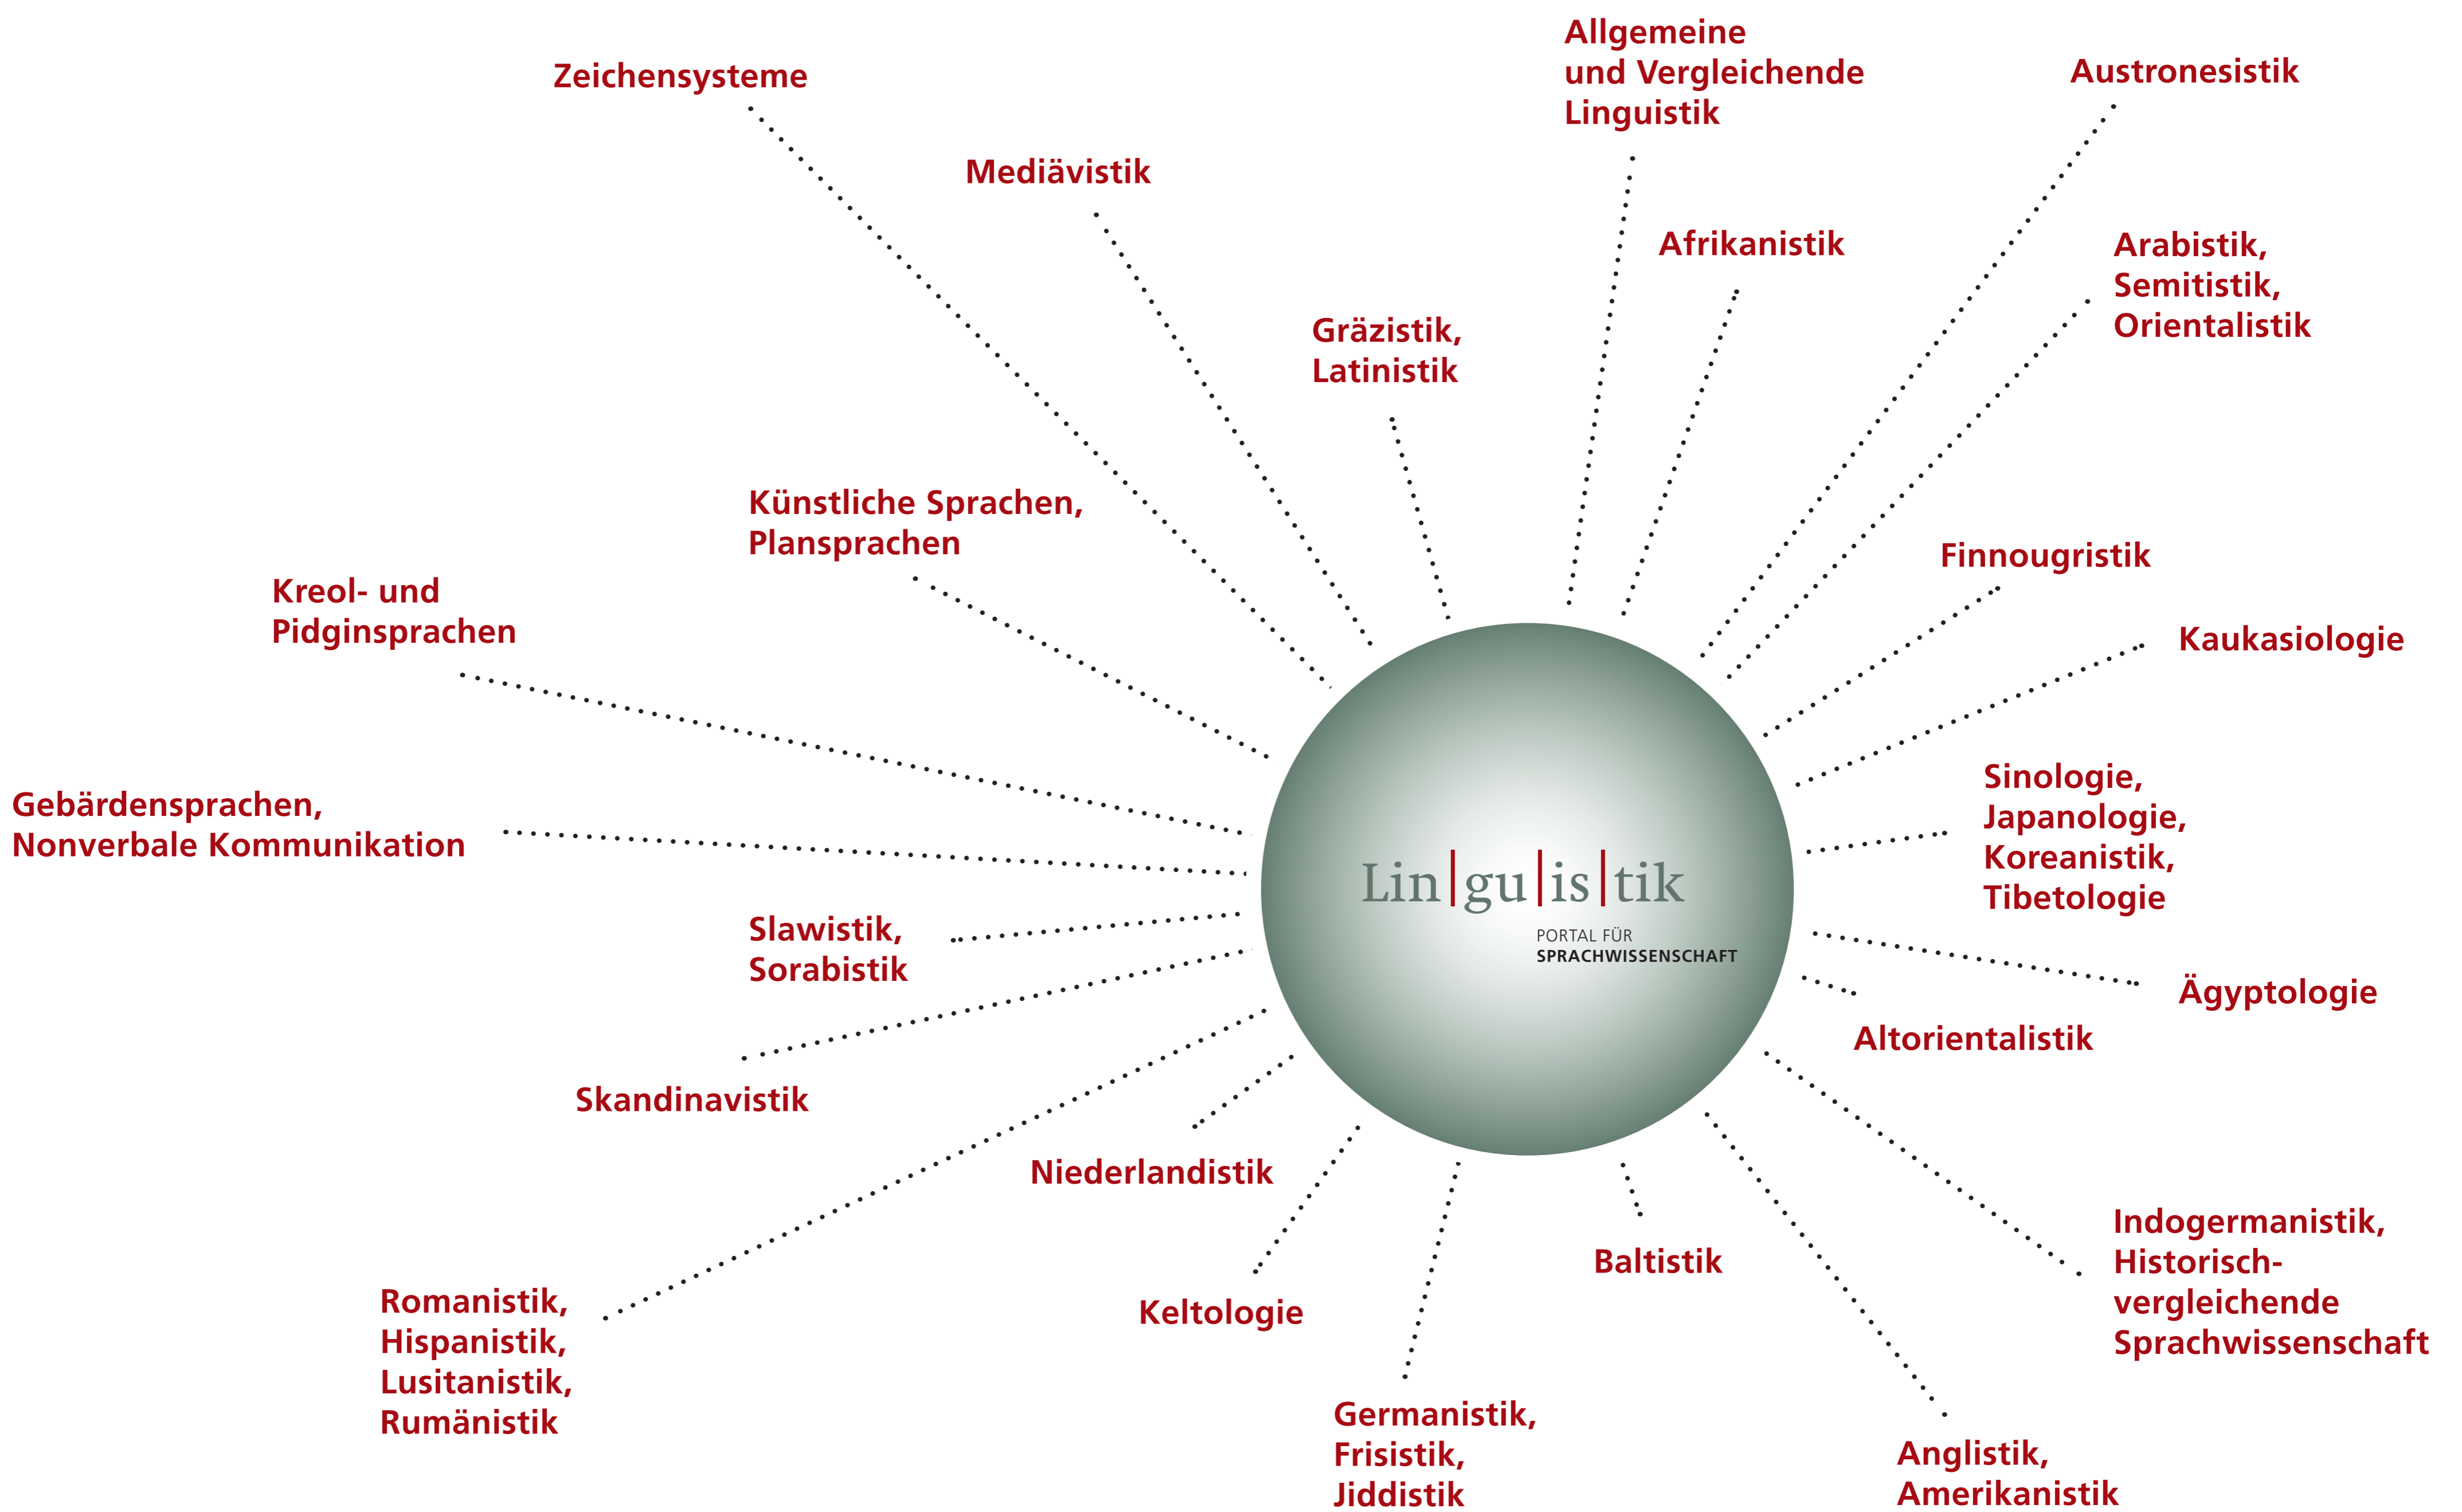 Allgemeine
und Vergleichende
Linguistik
Zeichensysteme
Austronesistik
Mediävistik
Afrikanistik
Arabistik,
Semitistik,
Orientalistik
Gräzistik,
Latinistik
Künstliche Sprachen,
Plansprachen
Finnougristik
Kreol- und
Pidginsprachen
Kaukasiologie
Gebärdensprachen,
Nonverbale Kommunikation
Sinologie,
Japanologie,
Koreanistik,
Tibetologie
Lin|gu|is|tik
PORTAL FÜR
SPRACHWISSENSCHAFT
Slawistik,
Sorabistik
Ägyptologie
Altorientalistik
Skandinavistik
Niederlandistik
Indogermanistik,
Historisch-
vergleichende
Sprachwissenschaft
Baltistik
Keltologie
Romanistik,
Hispanistik,
Lusitanistik,
Rumänistik
Germanistik,
Frisistik,
Jiddistik
Anglistik,
Amerikanistik